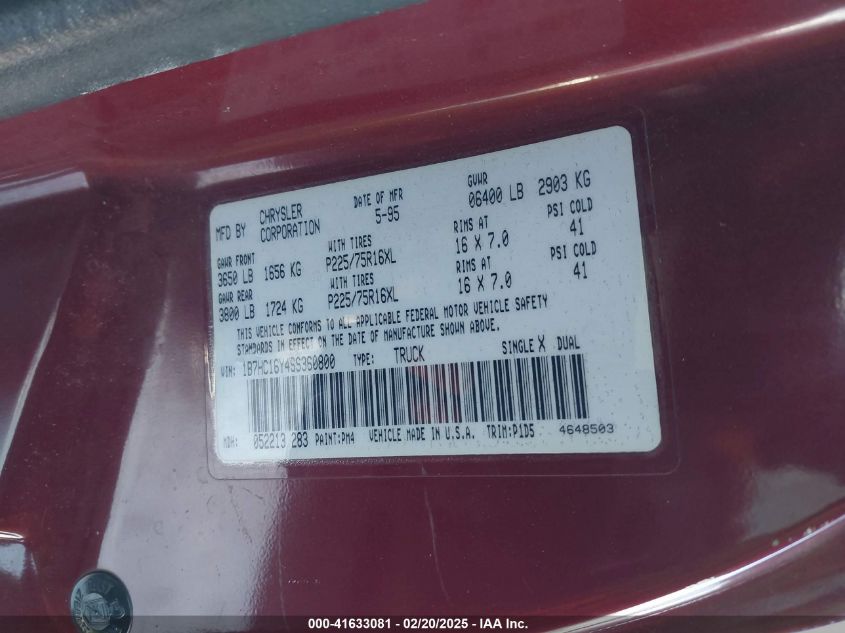 MFD BY CHRYSLER CORPORATION DATE OF MFR 5-95 GVWR 06400 LB 2903 KG
GAWR FRONT WITH TIRES RIMS AT PSI COLD
3650 LB 1656 KG P225/75R16XL 16 X 7.0 41
GAWR REAR WITH TIRES RIMS AT PSI COLD
3800 LB 1724 KG P225/75R16XL 16 X 7.0 41
THIS VEHICLE CONFORMS TO ALL APPLICABLE FEDERAL MOTOR VEHICLE SAFETY
STANDARDS IN EFFECT ON THE DATE OF MANUFACTURE SHOWN ABOVE.
VIN: 1B7HC16Y4SS360800 TYPE: TRUCK SINGLE X DUAL
MDH: 052213 283 PAINT:PM4 VEHICLE MADE IN U.S.A. TRIM:P1D5 4648503
000-41633081 - 02/20/2025 - IAA Inc.